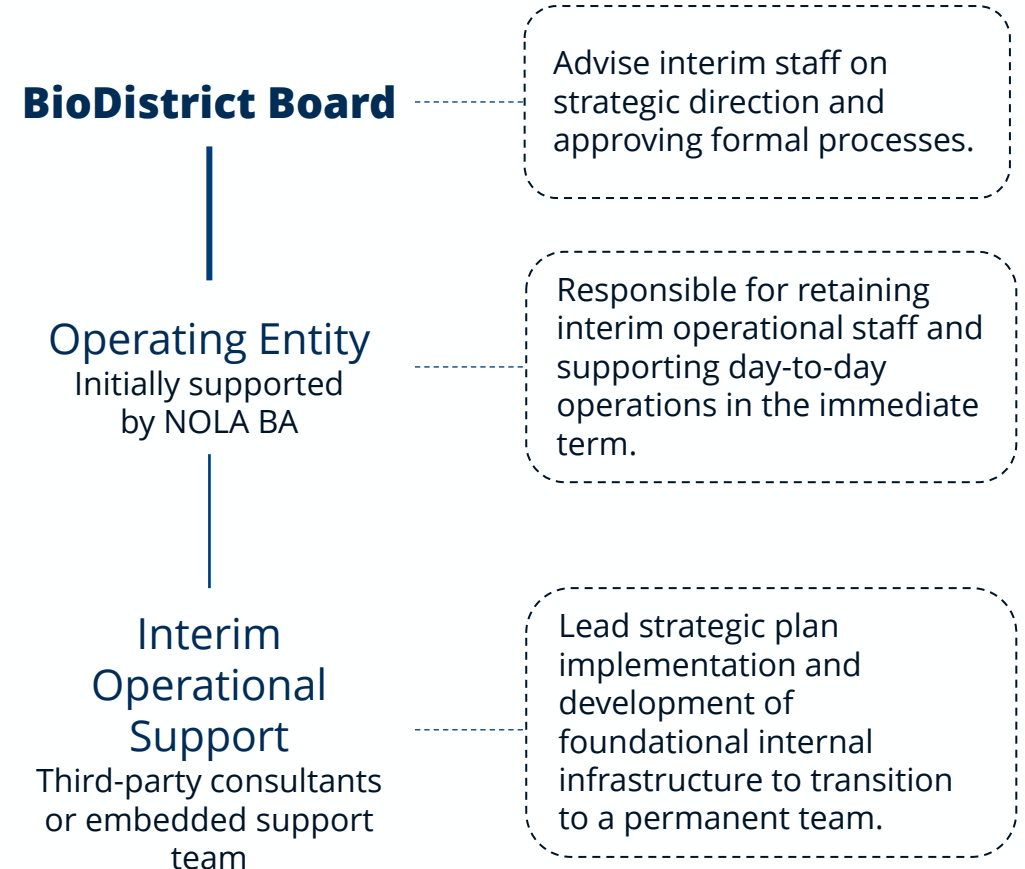 BioDistrict Board
Advise interim staff on
strategic direction and
approving formal processes.
Operating Entity
Initially supported
by NOLA BA
Responsible for retaining
interim operational staff and
supporting day-to-day
operations in the immediate
term.
Interim
Operational
Support
Third-party consultants
or embedded support
team
Lead strategic plan
implementation and
development of
foundational internal
infrastructure to transition
to a permanent team.